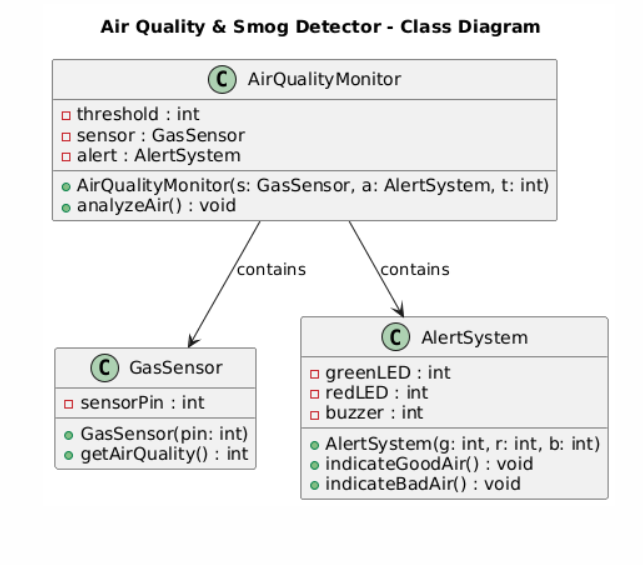 Air Quality & Smog Detector - Class Diagram
C AirQualityMonitor
threshold : int
sensor : GasSensor
alert : AlertSystem
AirQualityMonitor(s: GasSensor, a: AlertSystem, t: int)
analyzeAir() : void
contains
contains
C GasSensor
sensorPin : int
GasSensor(pin: int)
getAirQuality() : int
C AlertSystem
greenLED : int
redLED : int
buzzer : int
AlertSystem(g: int, r: int, b: int)
indicateGoodAir() : void
indicateBadAir() : void